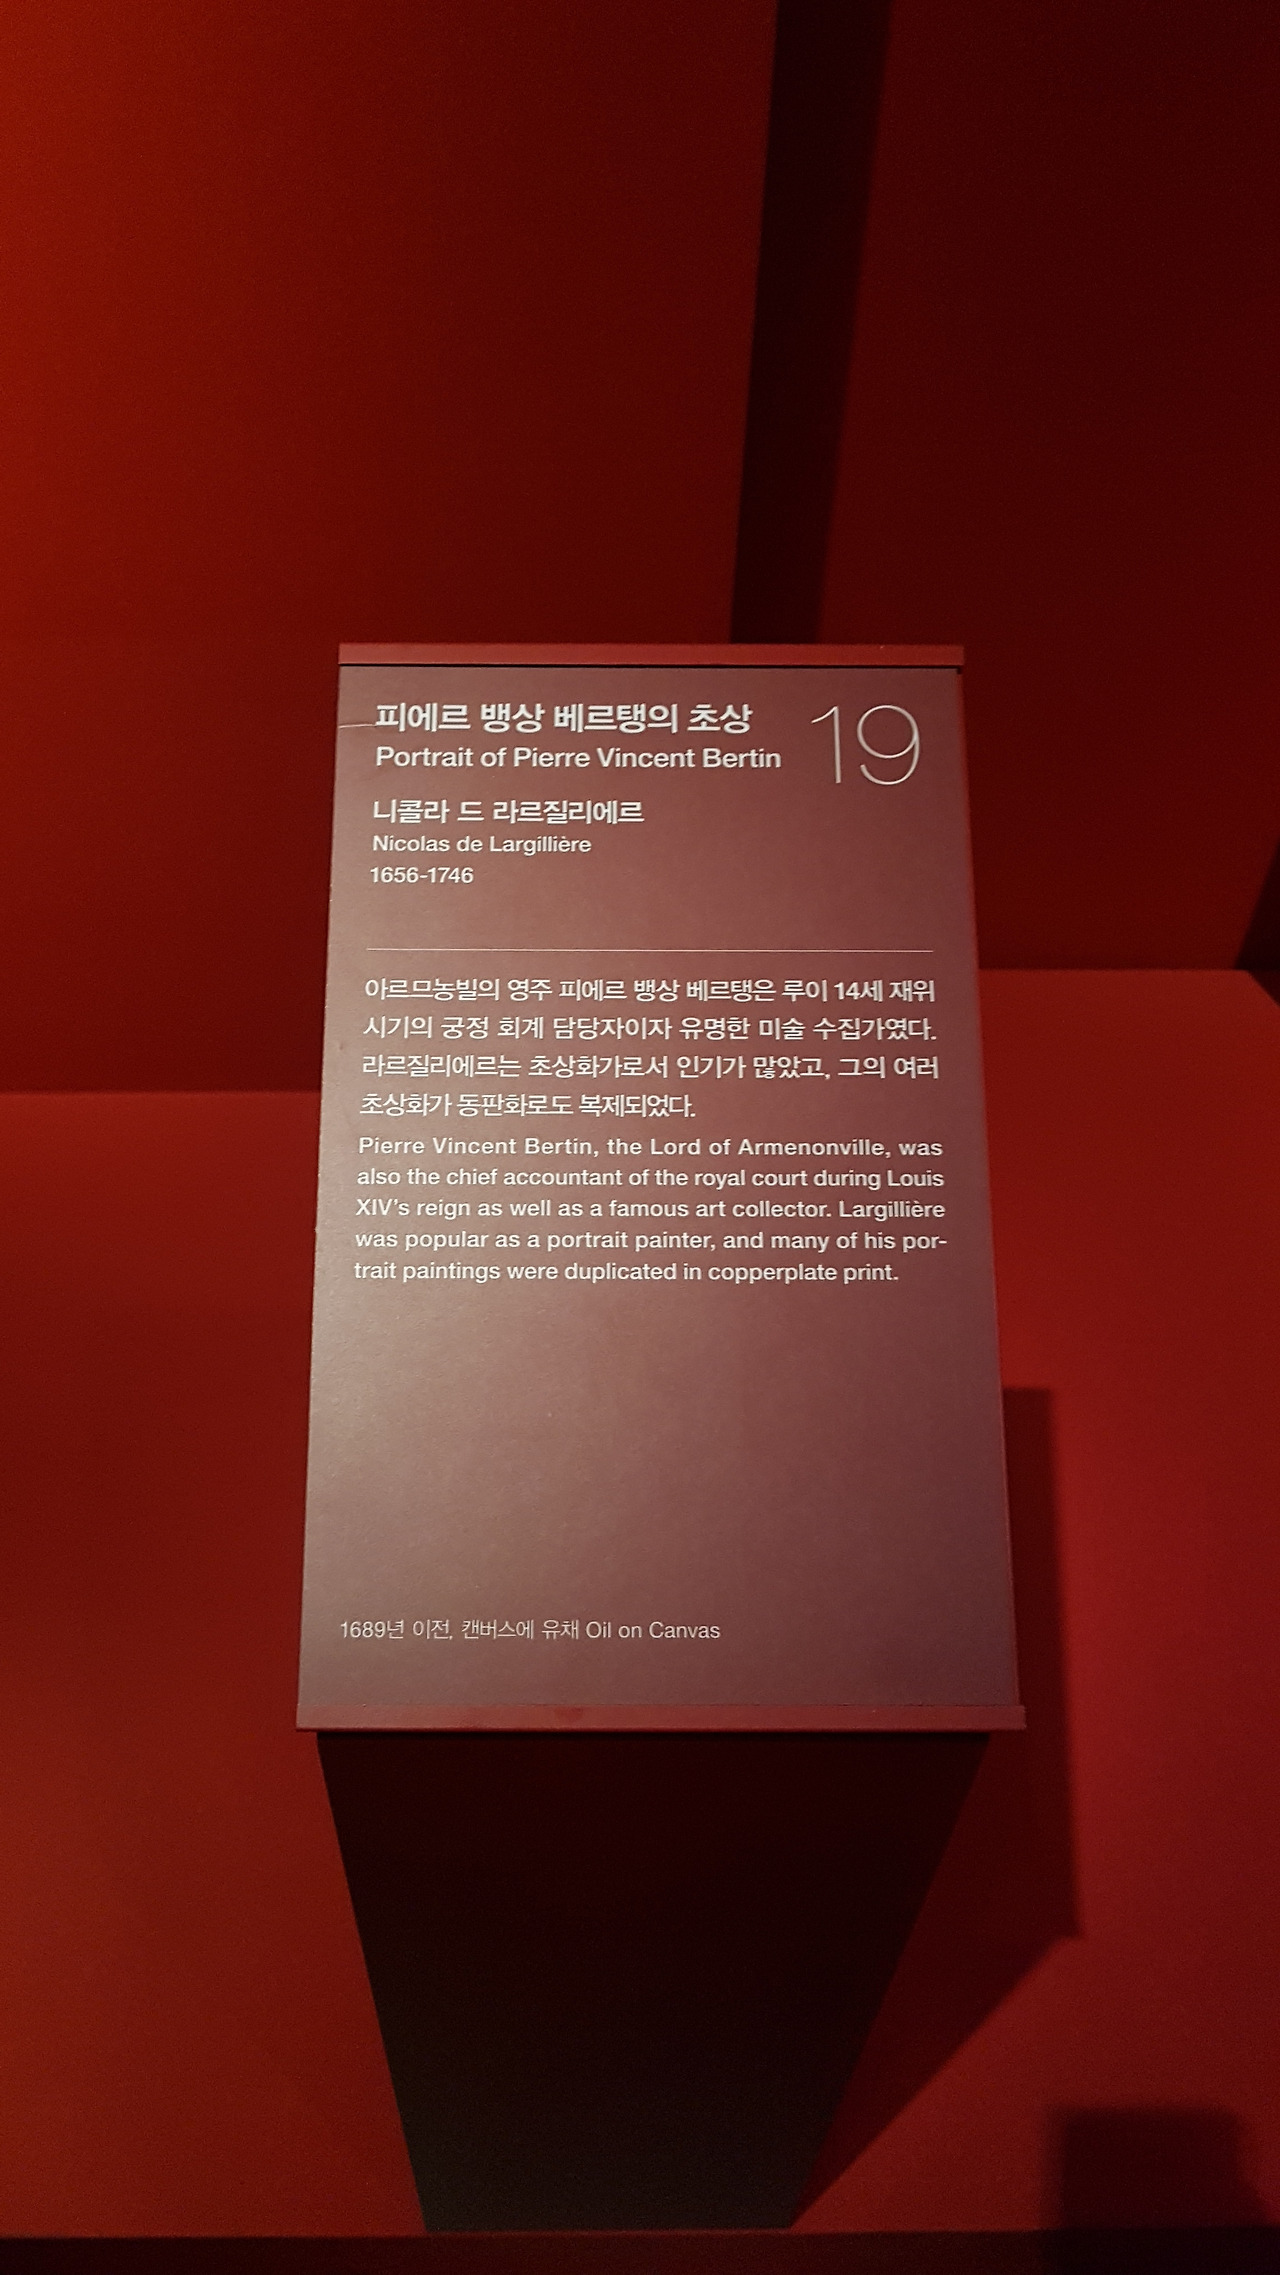 피에르 뱅상 베르탱의 초상
19
Portrait of Pierre Vincent Bertin
니콜라 드 라르질리에르
Nicolas de Largillière
1656-1746
아르므농빌의 영주 피에르 뱅상 베르탱은 루이 14세 재위
시기의 궁정 회계 담당자이자 유명한 미술 수집가였다.
라르질리에르는 초상화가로서 인기가 많았고, 그의 여러
초상화가 동판화로도 복제되었다.
Pierre Vincent Bertin, the Lord of Armenonville, was
also the chief accountant of the royal court during Louis
XIV's reign as well as a famous art collector. Largillière
was popular as a portrait painter, and many of his por-
trait paintings were duplicated in copperplate print.
1689년 이전, 캔버스에 유채 Oil on Canvas